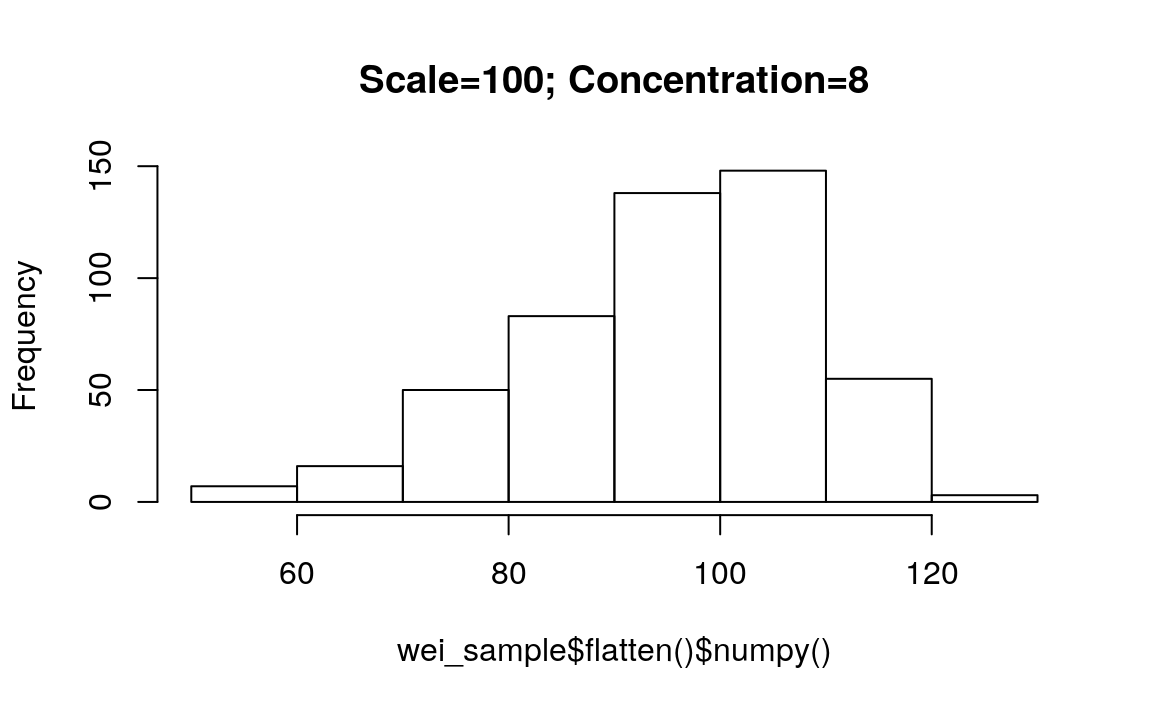 Scale=100; Concentration=8
Frequency
150
100
50
0
60 80 100 120
wei_sample$flatten()$numpy()